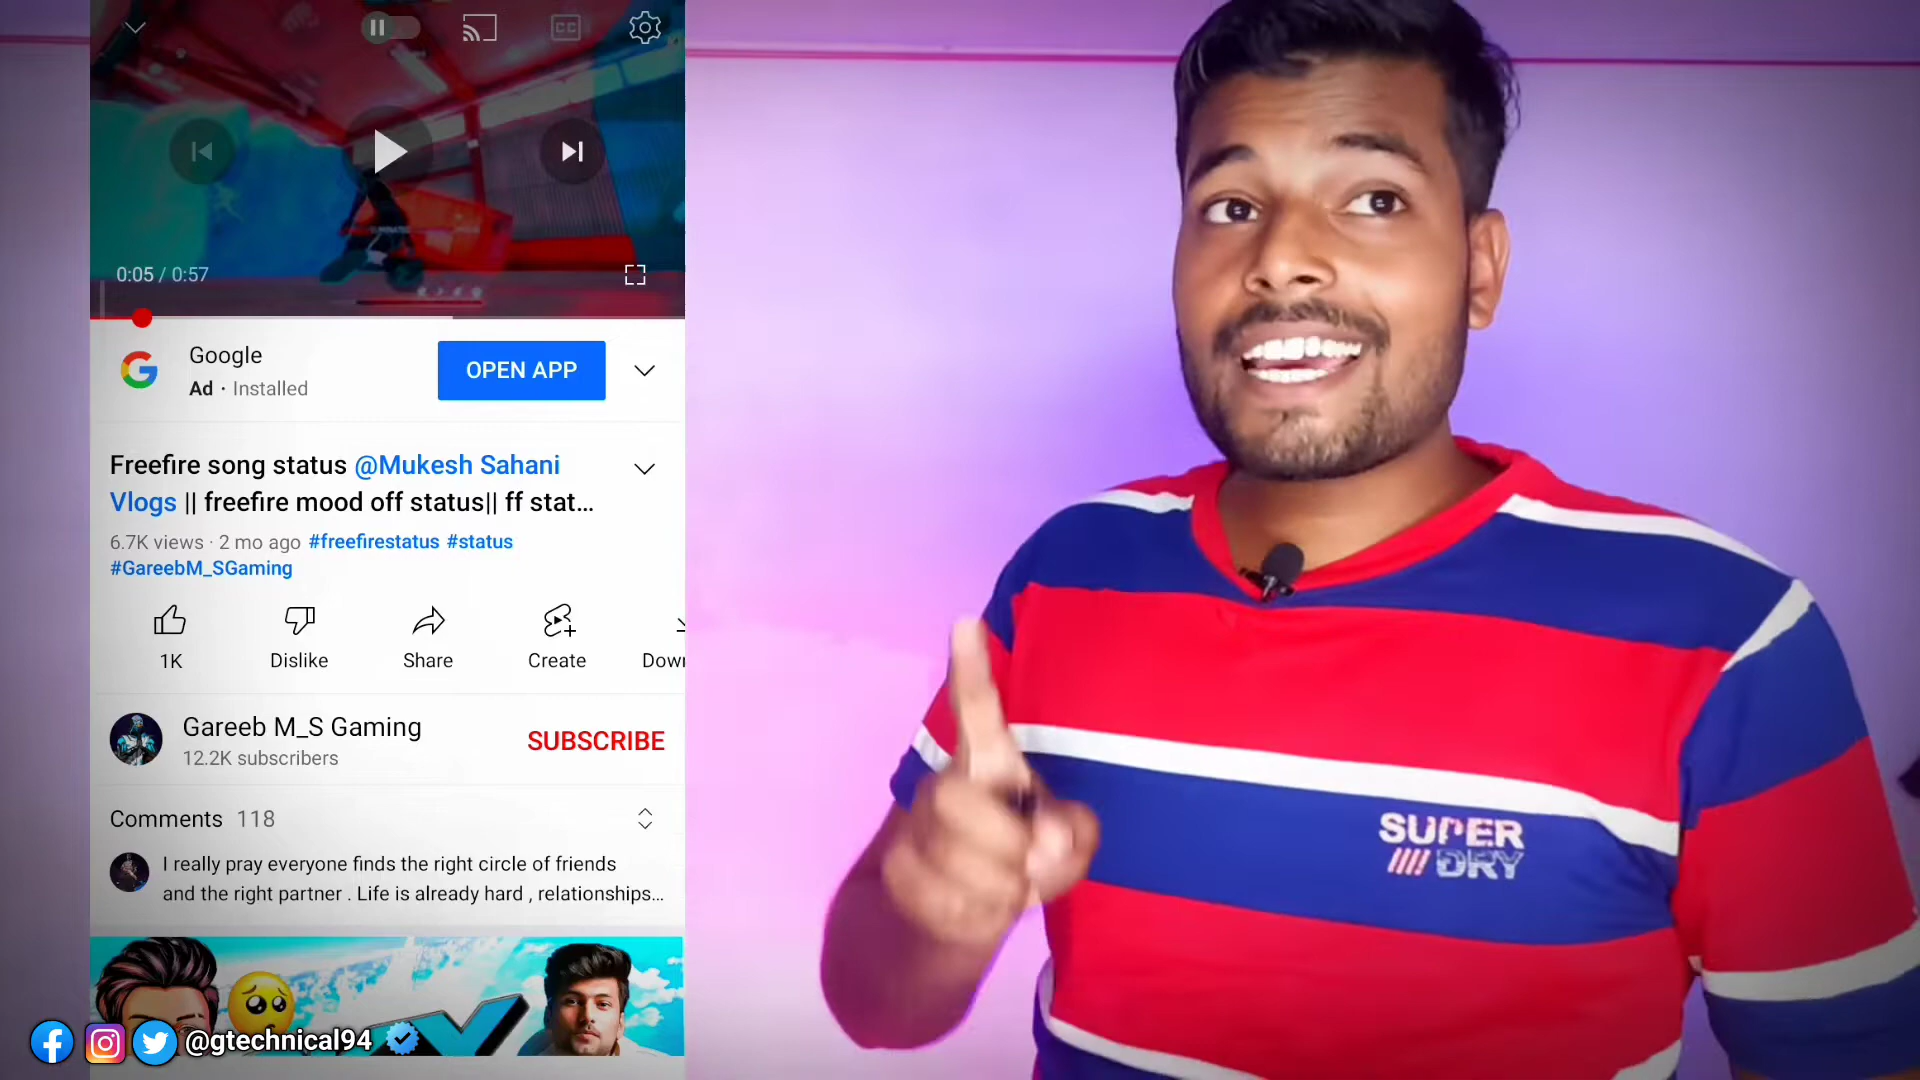 CC
0:05 / 0:57
Google
Ad · Installed
OPEN APP
Freefire song status @Mukesh Sahani
Vlogs || freefire mood off status|| ff stat...
6.7K views · 2 mo ago #freefirestatus #status
#GareebM_SGaming
1K
Dislike
Share
Create
Down
Gareeb M_S Gaming
12.2K subscribers
SUBSCRIBE
Comments 118
I really pray everyone finds the right circle of friends
and the right partner . Life is already hard , relationships...
@gtechnical94
SUPER
DRY